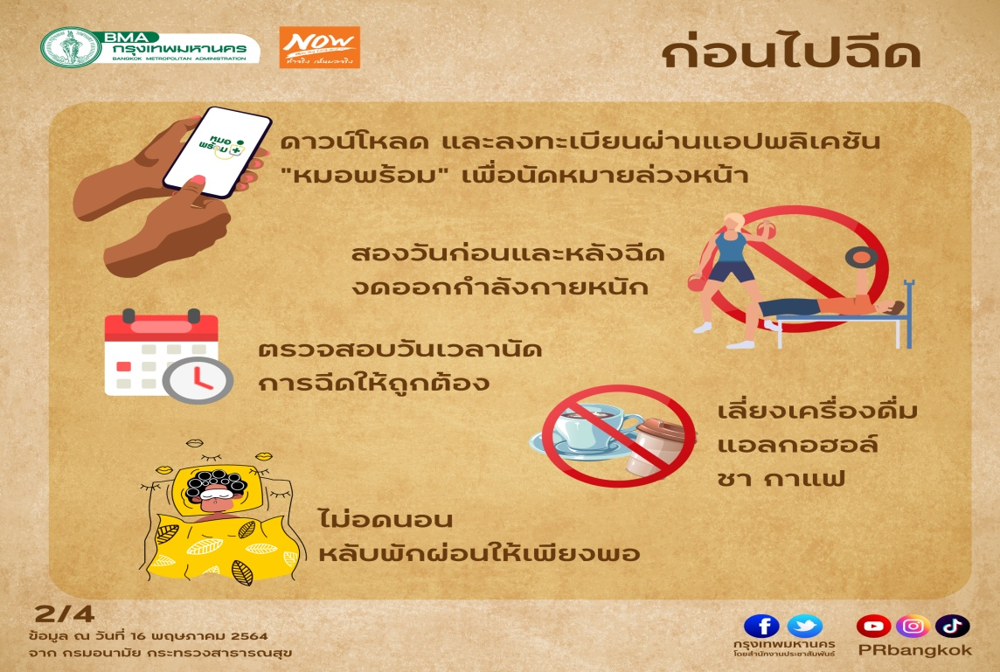 BMA
กรุงเทพมหานคร
BANGKOK METROPOLITAN ADMINISTRATION
NOW
ทำจริง เห็นผลจริง
ก่อนไปฉีด
หมอ
พร้อม
ดาวน์โหลด และลงทะเบียนผ่านแอปพลิเคชัน
"หมอพร้อม" เพื่อนัดหมายล่วงหน้า
สองวันก่อนและหลังฉีด
งดออกกำลังกายหนัก
ตรวจสอบวันเวลานัด
การฉีดให้ถูกต้อง
เลี่ยงเครื่องดื่ม
แอลกอฮอล์
ชา กาแฟ
ไม่อดนอน
หลับพักผ่อนให้เพียงพอ
2/4
ข้อมูล ณ วันที่ 16 พฤษภาคม 2564
จาก กรมอนามัย กระทรวงสาธารณสุข
กรุงเทพมหานคร
โดยสำนักงานประชาสัมพันธ์
PRbangkok